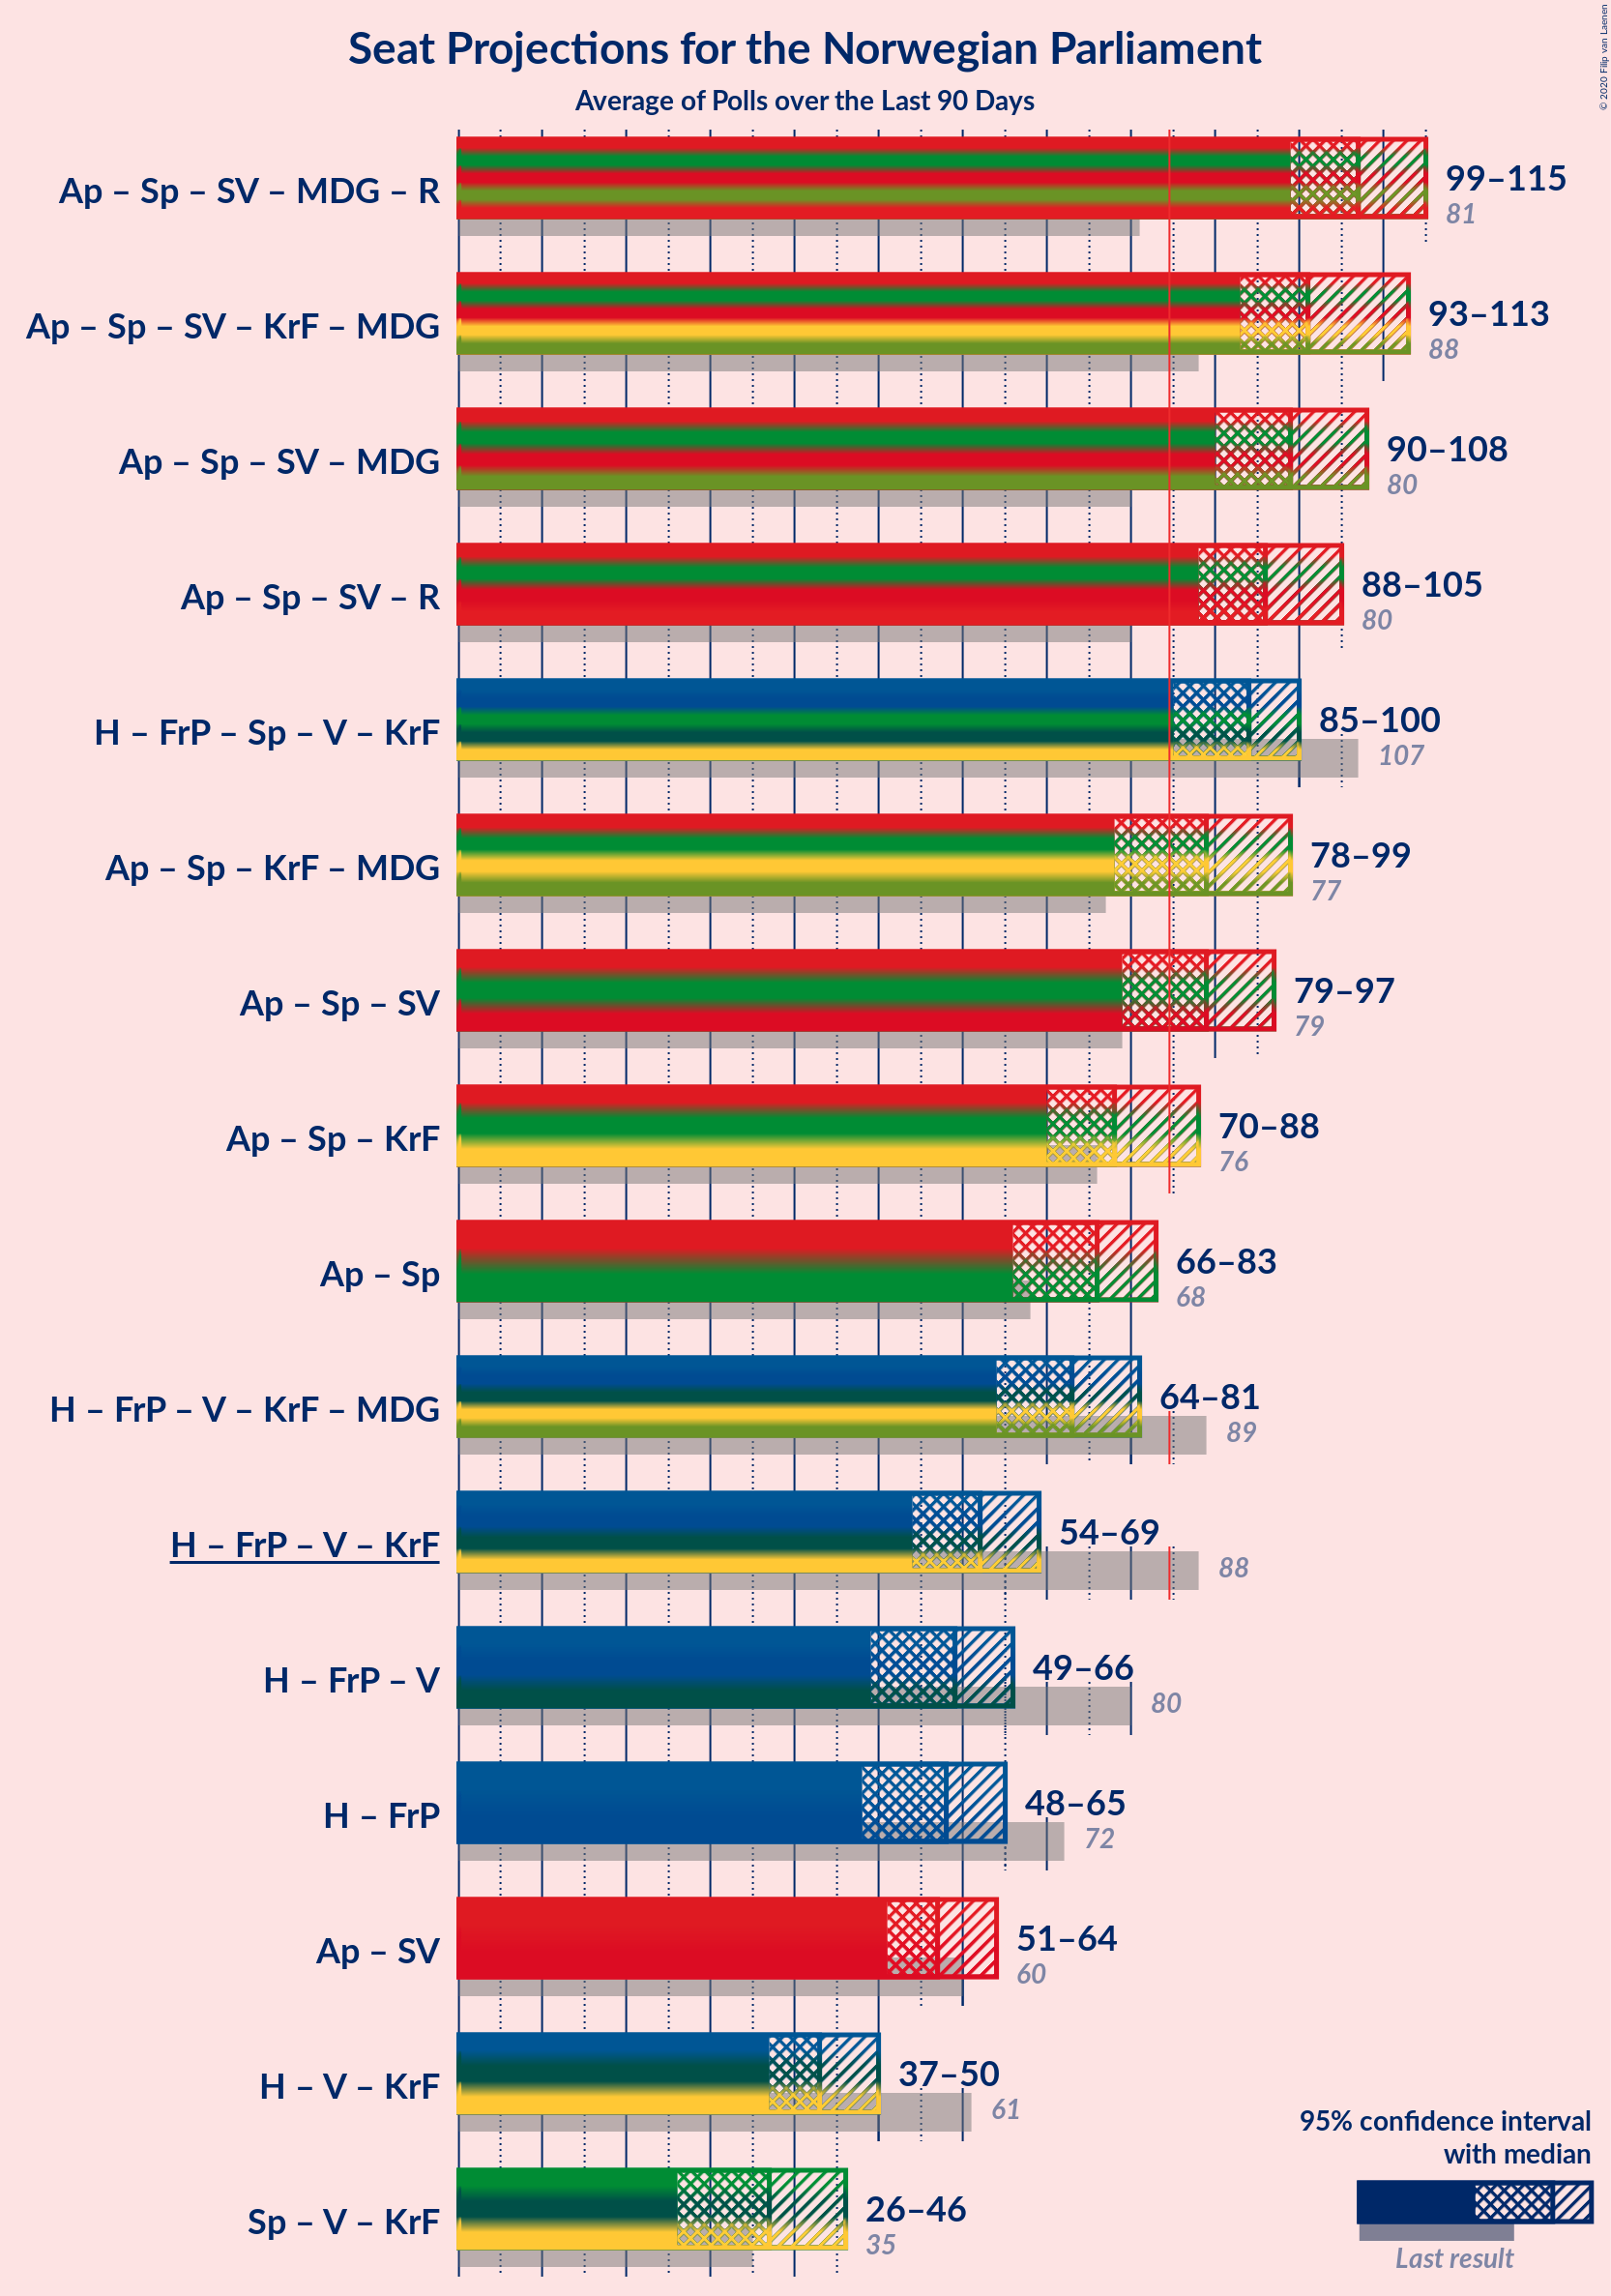 © 2020 Filip van Laenen
Seat Projections for the Norwegian Parliament
Average of Polls over the Last 90 Days
Ap – Sp – SV – MDG – R
99–115
81
Ap – Sp – SV – KrF – MDG
93–113
88
Ap – Sp – SV – MDG
90–108
80
Ap – Sp – SV – R
88–105
80
H – FrP – Sp – V – KrF
85–100
107
Ap – Sp – KrF – MDG
78–99
77
Ap – Sp – SV
79–97
79
Ap – Sp – KrF
70–88
76
Ap – Sp
66–83
68
H – FrP – V – KrF – MDG
64–81
89
H – FrP – V – KrF
54–69
88
H – FrP – V
49–66
80
H – FrP
48–65
72
Ap – SV
51–64
60
H – V – KrF
37–50
61
Sp – V – KrF
26–46
35
95% confidence interval
with median
Last result